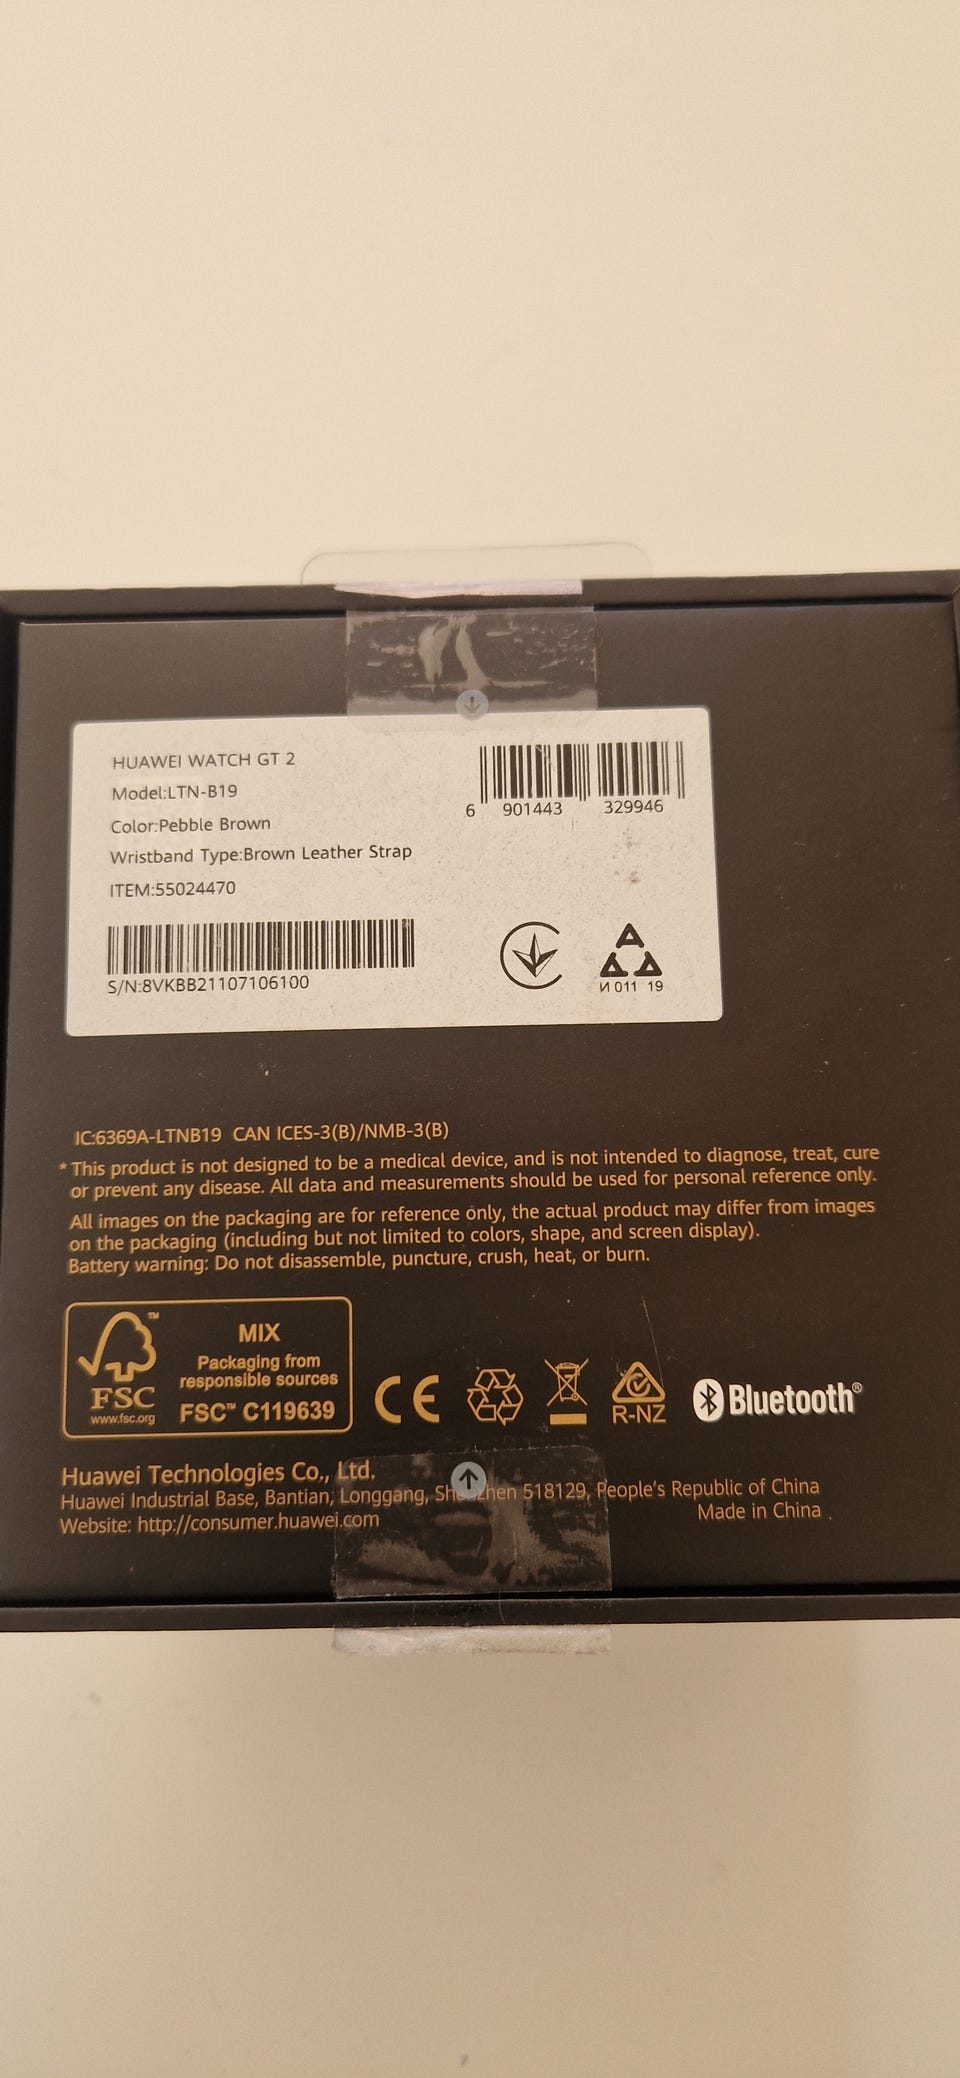 HUAWEI WATCH GT 2
Model:LTN-B19
Color:Pebble Brown
Wristband Type:Brown Leather Strap
ITEM:55024470
S/N:8VKBB21107106100
6 901443 329946
И 011 19
IC:6369A-LTNB19 CAN ICES-3(B)/NMB-3(B)
* This product is not designed to be a medical device, and is not intended to diagnose, treat, cure
or prevent any disease. All data and measurements should be used for personal reference only.
All images on the packaging are for reference only, the actual product may differ from images
on the packaging (including but not limited to colors, shape, and screen display).
Battery warning: Do not disassemble, puncture, crush, heat, or burn.
FSC
www.fsc.org
™
MIX
Packaging from
responsible sources
FSC™ C119639
CE
R-NZ
Bluetooth®
Huawei Technologies Co., Ltd.
Huawei Industrial Base, Bantian, Longgang, Shenzhen 518129, People's Republic of China
Website: http://consumer.huawei.com
Made in China